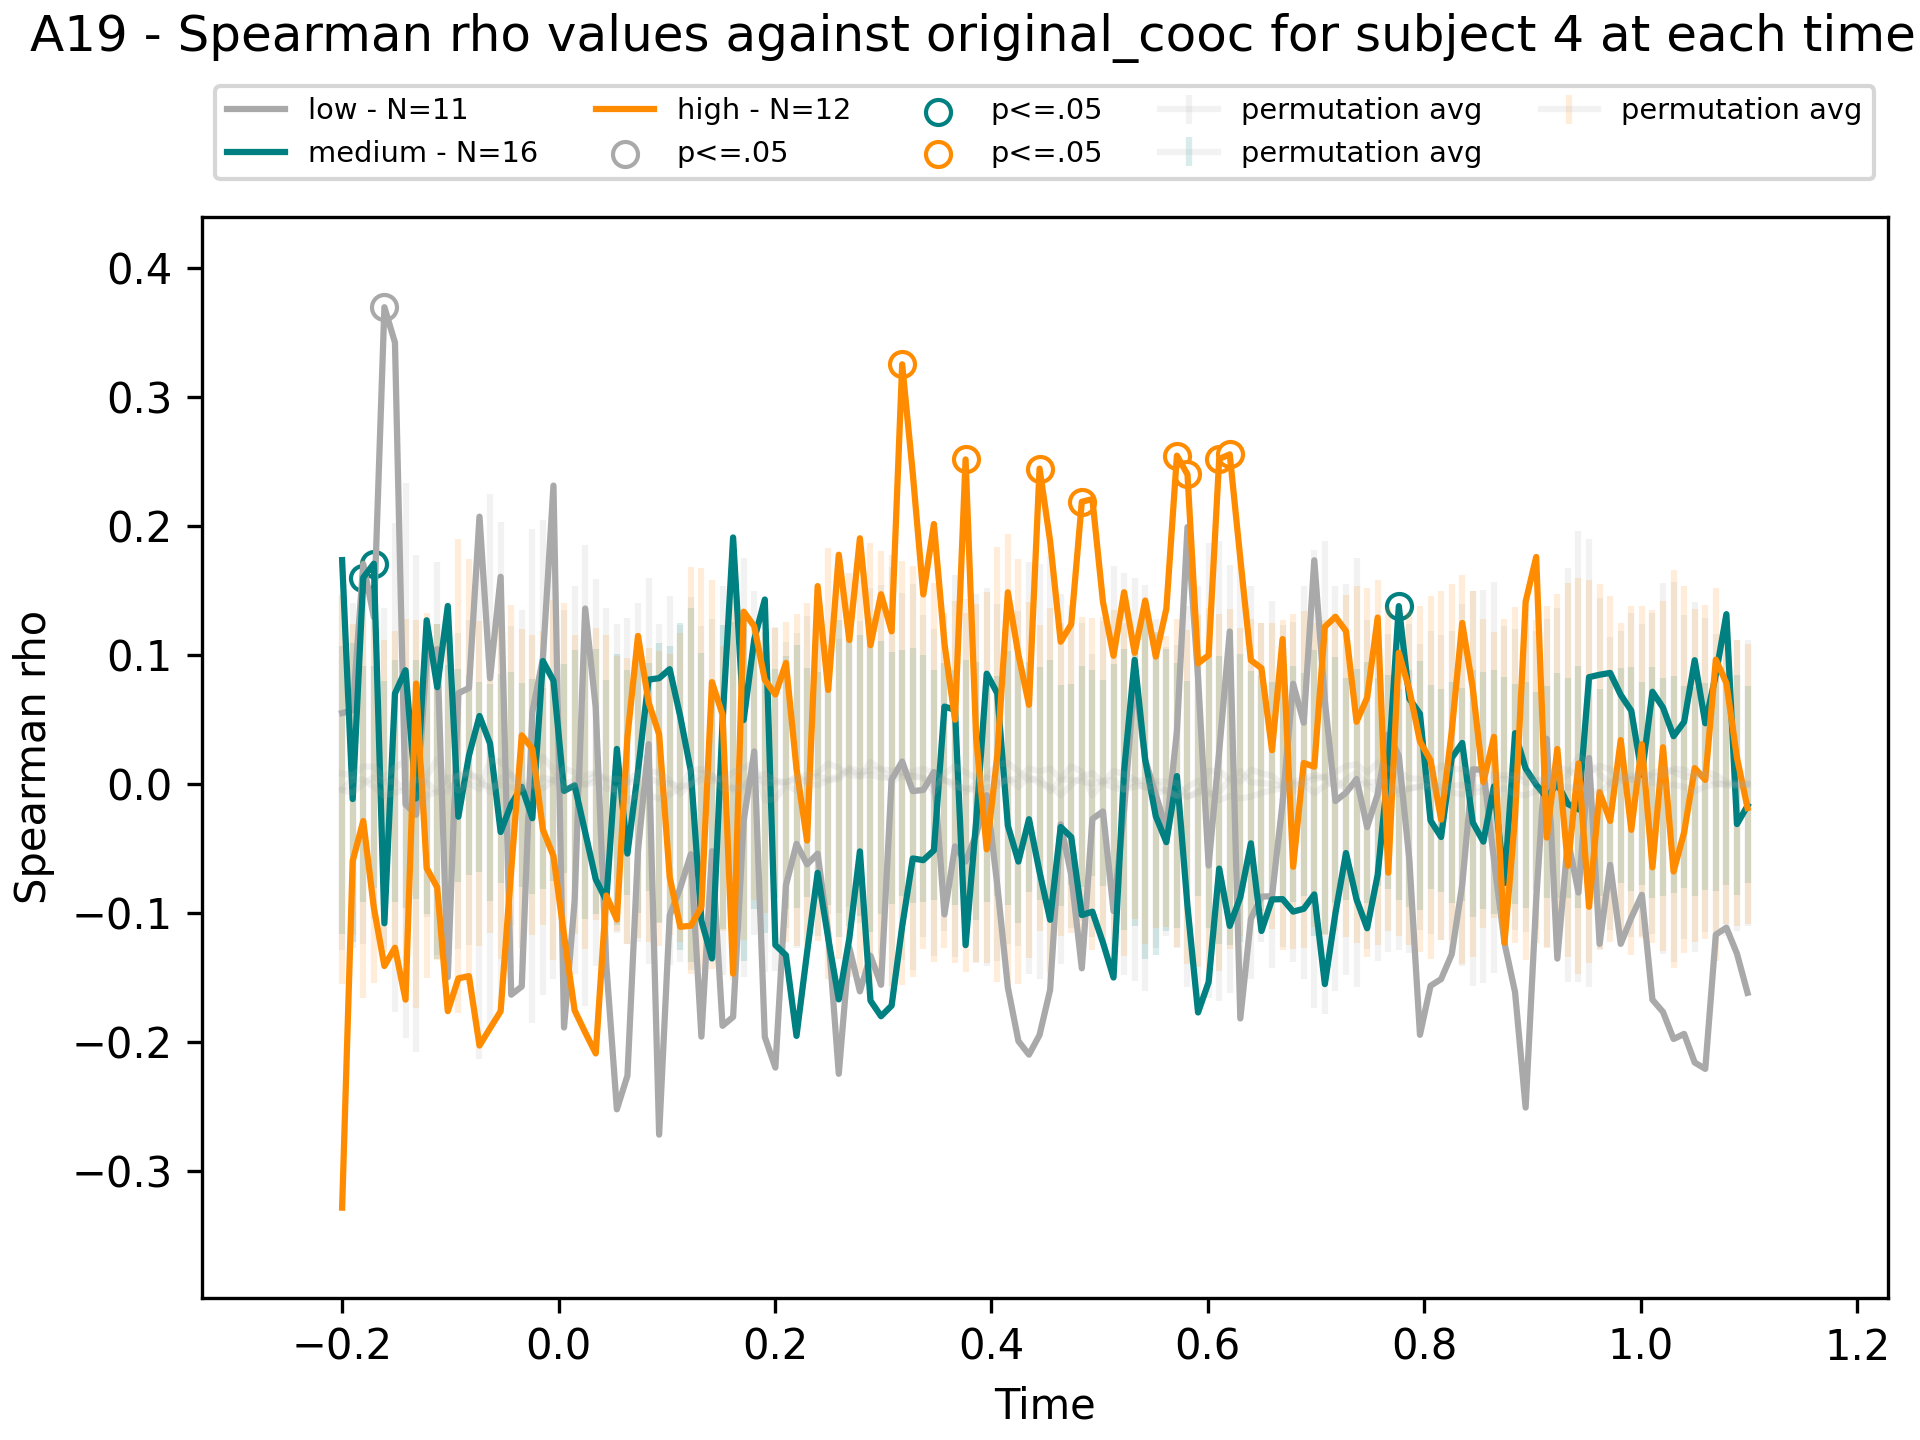 A19 - Spearman rho values against original_cooc for subject 4 at each time
low - N=11 high - N=12 p<=.05 permutation avg permutation avg
medium - N=16 p<=.05 p<=.05 permutation avg
Spearman rho
0.4
0.3
0.2
0.1
0.0
−0.1
−0.2
−0.3
−0.2 0.0 0.2 0.4 0.6 0.8 1.0 1.2
Time